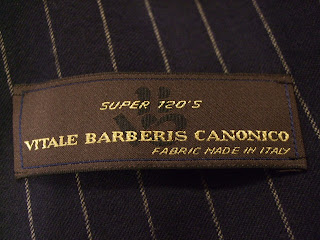 SUPER 120'S
VITALE BARBERIS CANONICO
FABRIC MADE IN ITALY